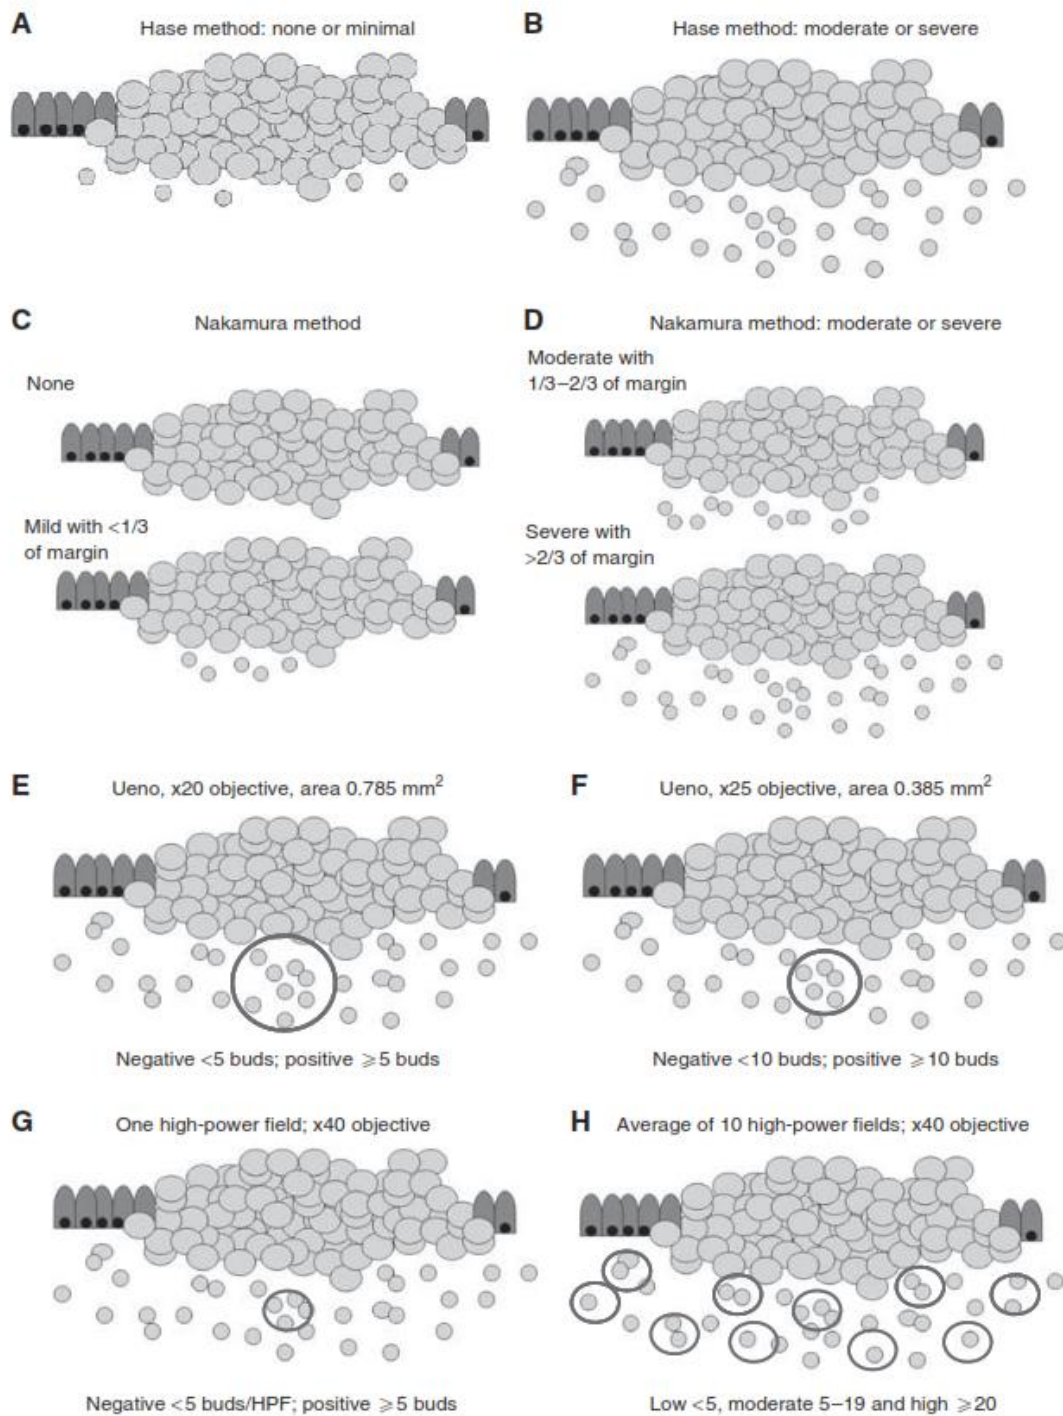 A Hase method: none or minimal
B Hase method: moderate or severe
C Nakamura method
None
Mild with <1/3
of margin
D Nakamura method: moderate or severe
Moderate with
1/3–2/3 of margin
Severe with
>2/3 of margin
E Ueno, x20 objective, area 0.785 mm²
Negative <5 buds; positive ⩾5 buds
F Ueno, x25 objective, area 0.385 mm²
Negative <10 buds; positive ⩾10 buds
G One high-power field; x40 objective
Negative <5 buds/HPF; positive ⩾5 buds
H Average of 10 high-power fields; x40 objective
Low <5, moderate 5–19 and high ⩾20